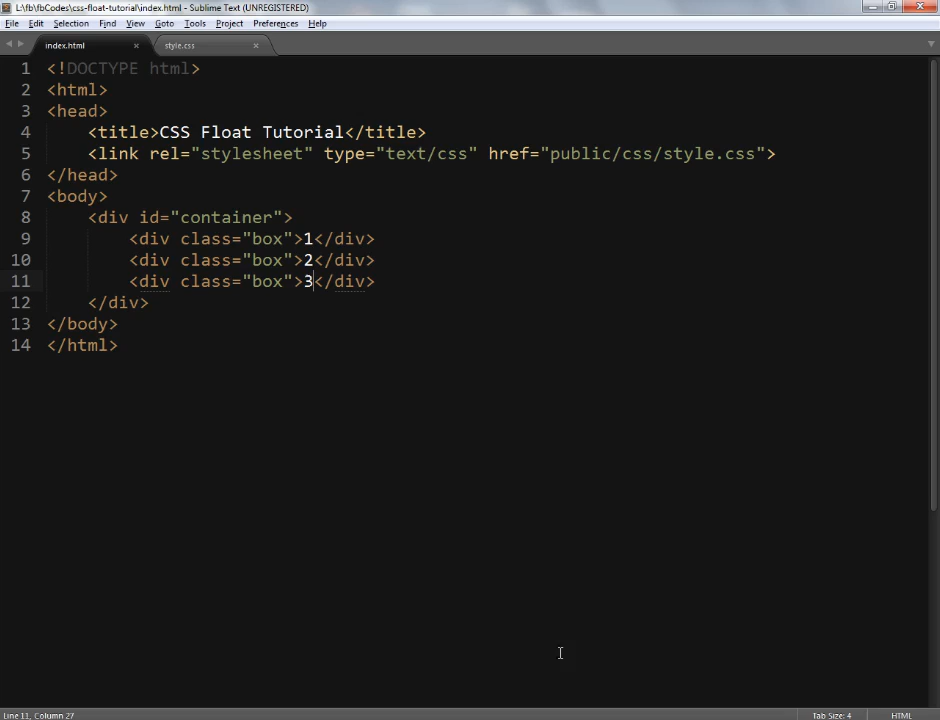 L:\fb\fbCodes\css-float-tutorial\index.html - Sublime Text (UNREGISTERED)
File Edit Selection Find View Goto Tools Project Preferences Help
index.html × style.css ×
1 <!DOCTYPE html>
2 <html>
3 <head>
4     <title>CSS Float Tutorial</title>
5     <link rel="stylesheet" type="text/css" href="public/css/style.css">
6 </head>
7 <body>
8     <div id="container">
9         <div class="box">1</div>
10         <div class="box">2</div>
11         <div class="box">3</div>
12     </div>
13 </body>
14 </html>
Line 11, Column 27 Tab Size: 4 HTML